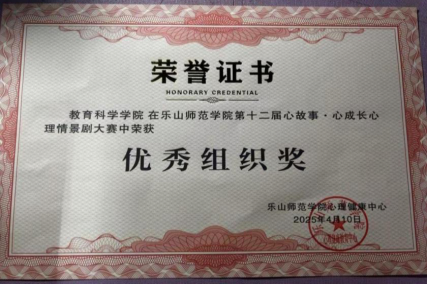 荣誉证书
HONORARY CREDENTIAL
教育科学学院 在乐山师范学院第十二届心故事·心成长心
理情景剧大赛中荣获
优秀组织奖
乐山师范学院心理健康中心
2025年4月10日